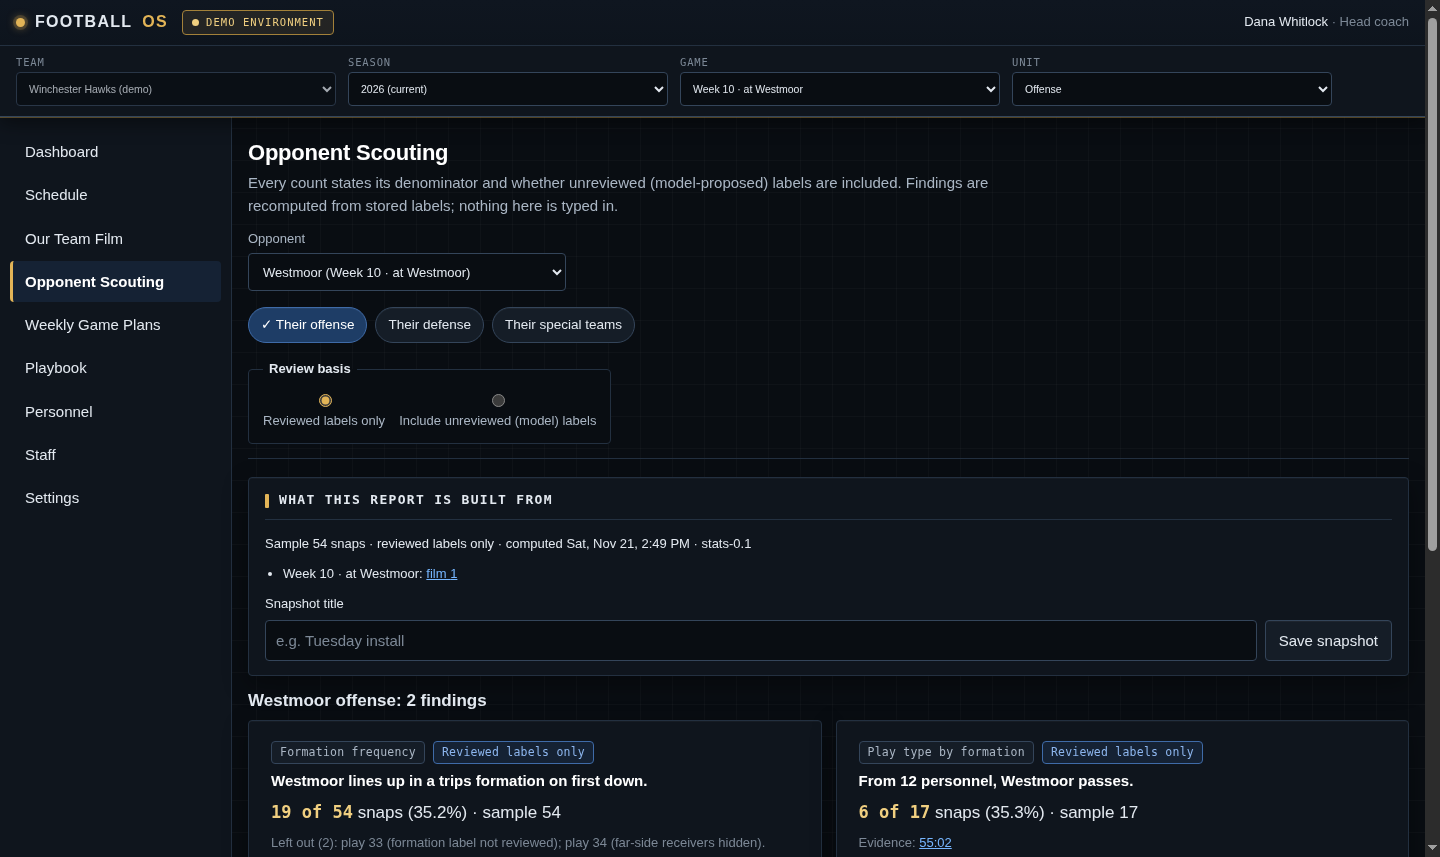 FOOTBALL OS
DEMO ENVIRONMENT
Dana Whitlock · Head coach
TEAM
Winchester Hawks (demo)
SEASON
2026 (current)
GAME
Week 10 · at Westmoor
UNIT
Offense
Dashboard
Schedule
Our Team Film
Opponent Scouting
Weekly Game Plans
Playbook
Personnel
Staff
Settings
Opponent Scouting
Every count states its denominator and whether unreviewed (model-proposed) labels are included. Findings are
recomputed from stored labels; nothing here is typed in.
Opponent
Westmoor (Week 10 · at Westmoor)
✓ Their offense
Their defense
Their special teams
Review basis
Reviewed labels only
Include unreviewed (model) labels
WHAT THIS REPORT IS BUILT FROM
Sample 54 snaps · reviewed labels only · computed Sat, Nov 21, 2:49 PM · stats-0.1
• Week 10 · at Westmoor: film 1
Snapshot title
e.g. Tuesday install
Save snapshot
Westmoor offense: 2 findings
Formation frequency
Reviewed labels only
Westmoor lines up in a trips formation on first down.
19 of 54 snaps (35.2%) · sample 54
Left out (2): play 33 (formation label not reviewed); play 34 (far-side receivers hidden).
Play type by formation
Reviewed labels only
From 12 personnel, Westmoor passes.
6 of 17 snaps (35.3%) · sample 17
Evidence: 55:02